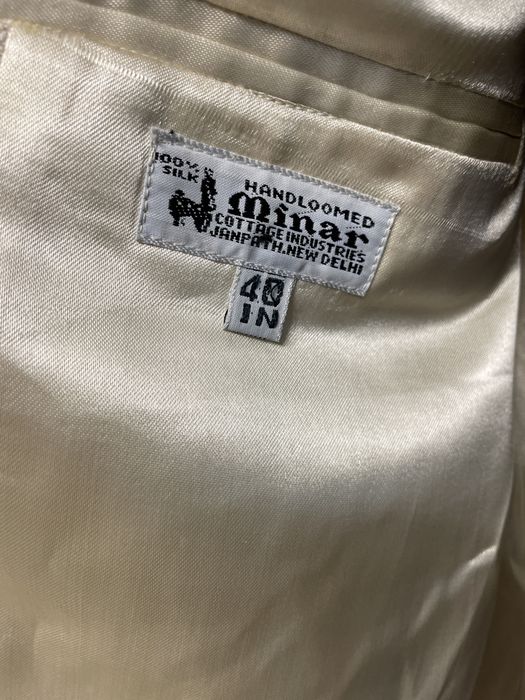 100%
SILK
HANDLOOMED
Minar
COTTAGE INDUSTRIES
JANPATH, NEW DELHI
40
IN